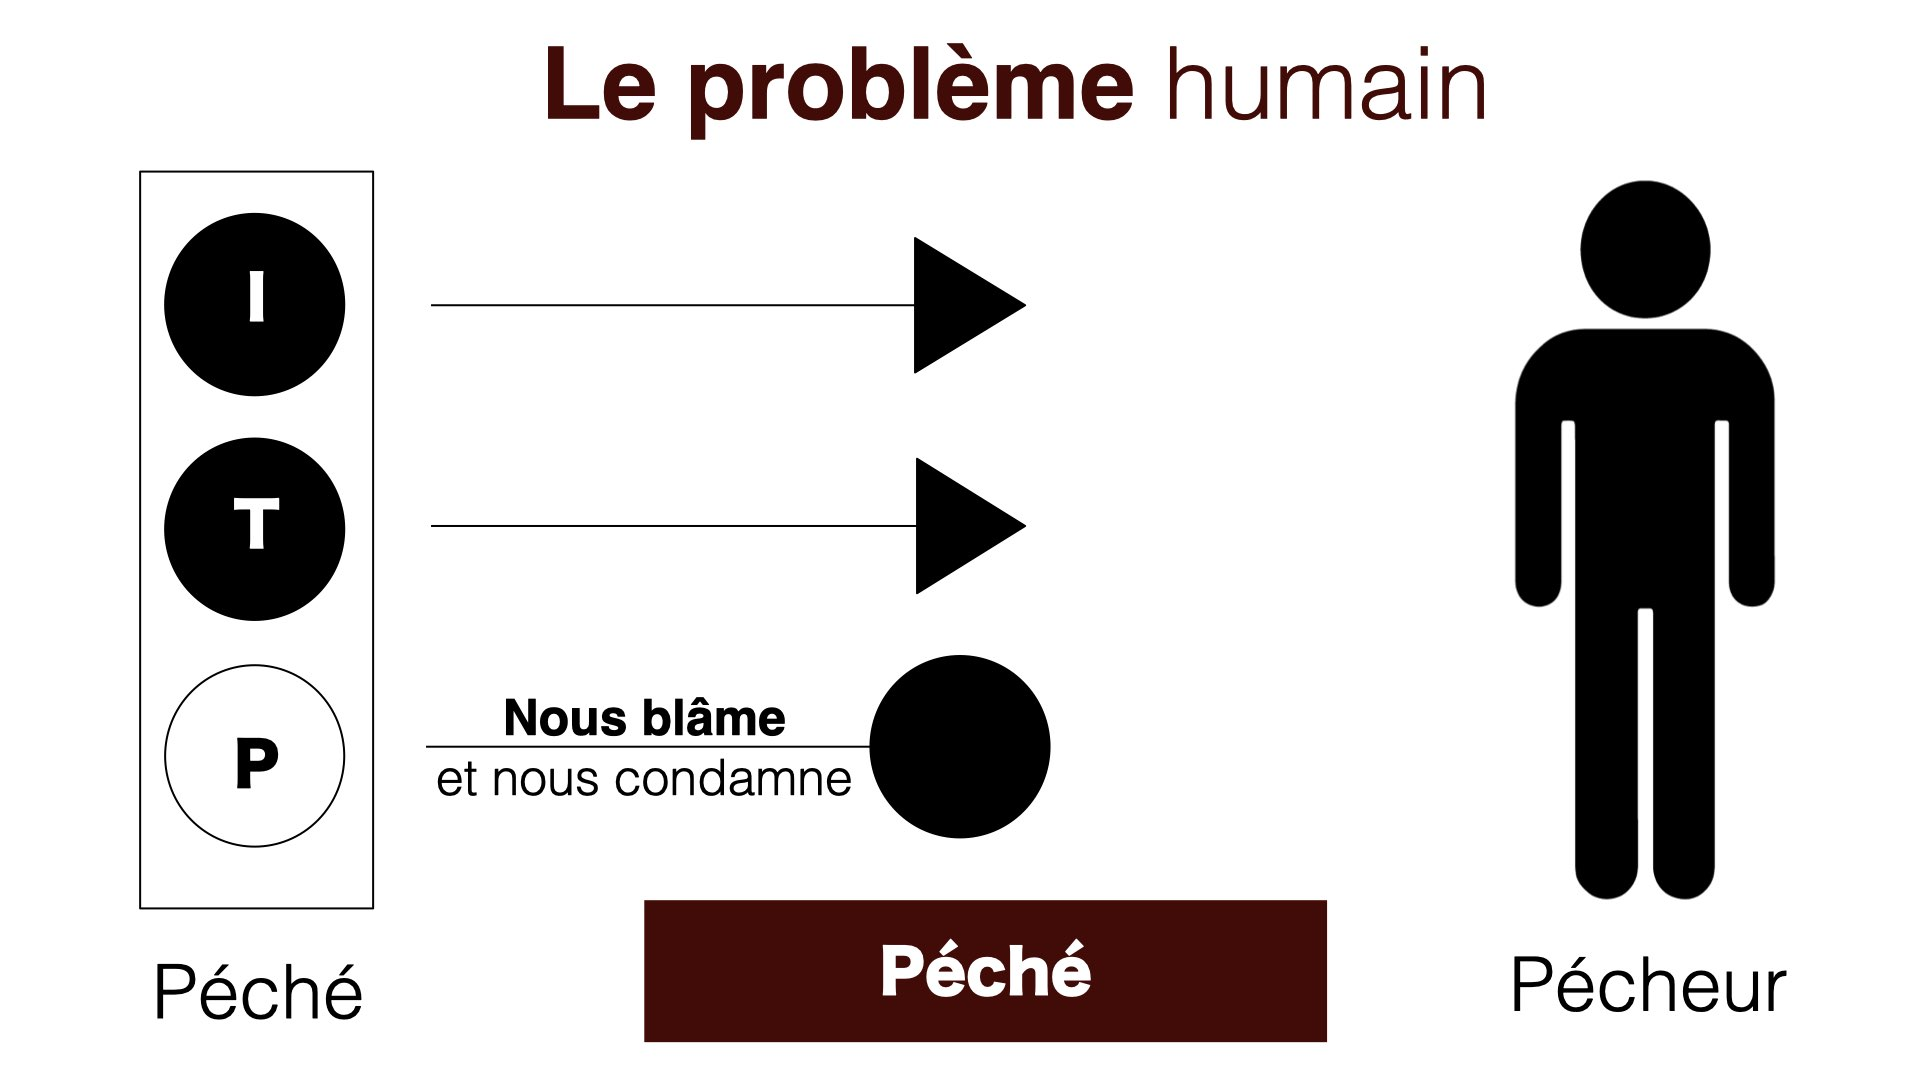 Le problème humain
I
T
P
Nous blâme
et nous condamne
Péché
Péché
Pécheur